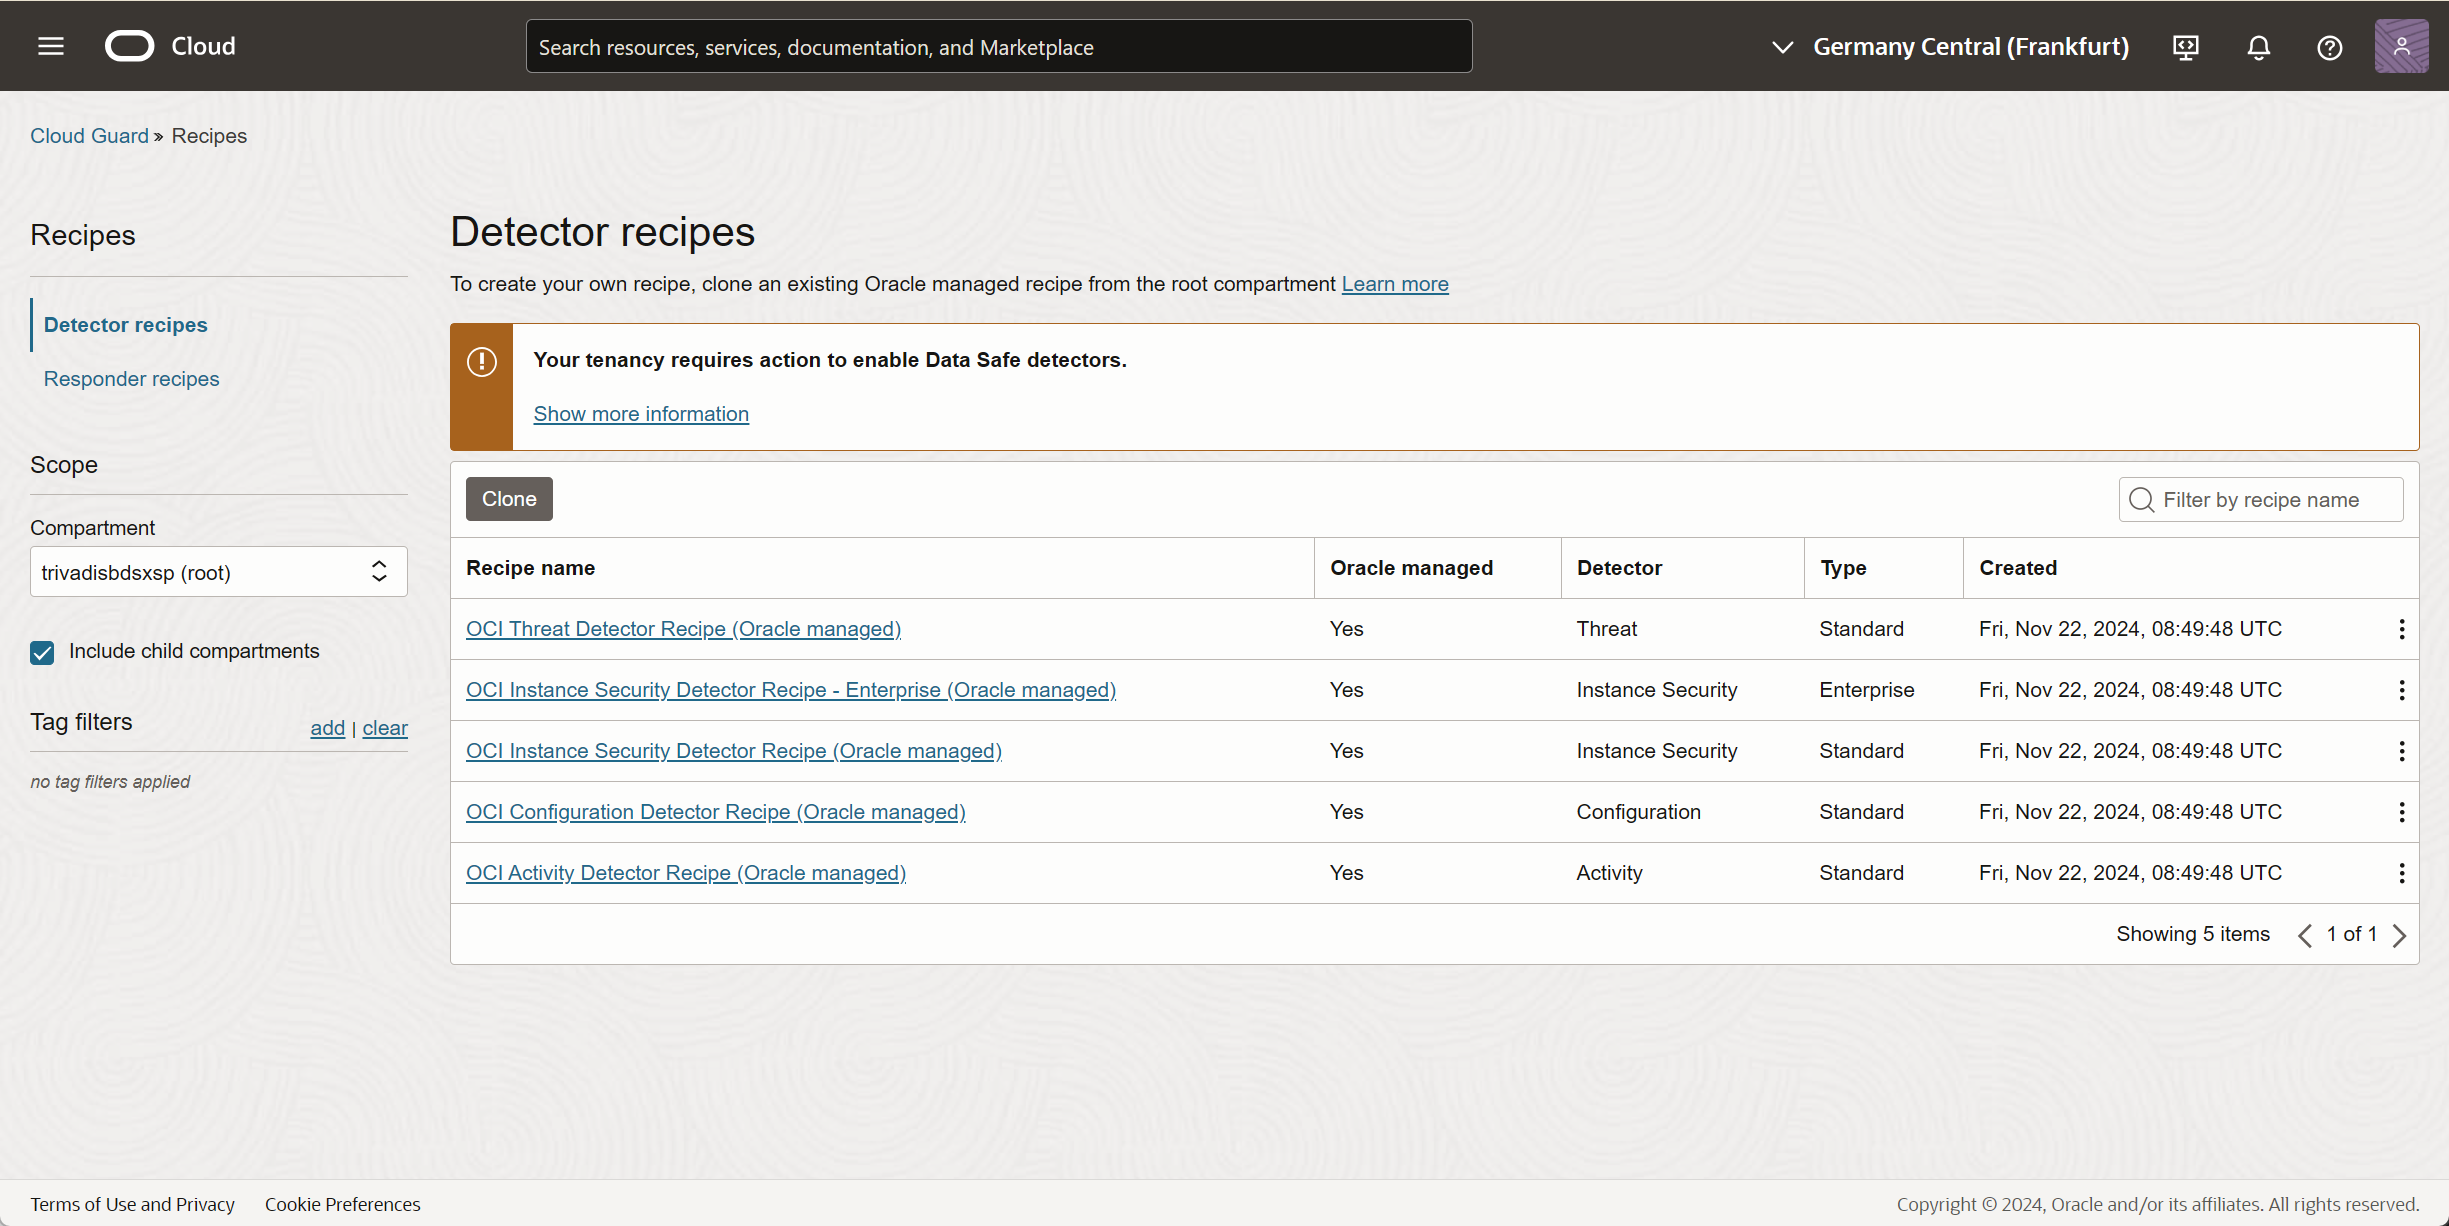 Cloud
Search resources, services, documentation, and Marketplace
Germany Central (Frankfurt)
Cloud Guard » Recipes
Recipes
Detector recipes
Responder recipes
Scope
Compartment
trivadisbdsxsp (root)
Include child compartments
Tag filters add | clear
no tag filters applied
Detector recipes
To create your own recipe, clone an existing Oracle managed recipe from the root compartment Learn more
Your tenancy requires action to enable Data Safe detectors.
Show more information
Clone
Filter by recipe name
Recipe name Oracle managed Detector Type Created
OCI Threat Detector Recipe (Oracle managed) Yes Threat Standard Fri, Nov 22, 2024, 08:49:48 UTC
OCI Instance Security Detector Recipe - Enterprise (Oracle managed) Yes Instance Security Enterprise Fri, Nov 22, 2024, 08:49:48 UTC
OCI Instance Security Detector Recipe (Oracle managed) Yes Instance Security Standard Fri, Nov 22, 2024, 08:49:48 UTC
OCI Configuration Detector Recipe (Oracle managed) Yes Configuration Standard Fri, Nov 22, 2024, 08:49:48 UTC
OCI Activity Detector Recipe (Oracle managed) Yes Activity Standard Fri, Nov 22, 2024, 08:49:48 UTC
Showing 5 items 1 of 1
Terms of Use and Privacy Cookie Preferences
Copyright © 2024, Oracle and/or its affiliates. All rights reserved.